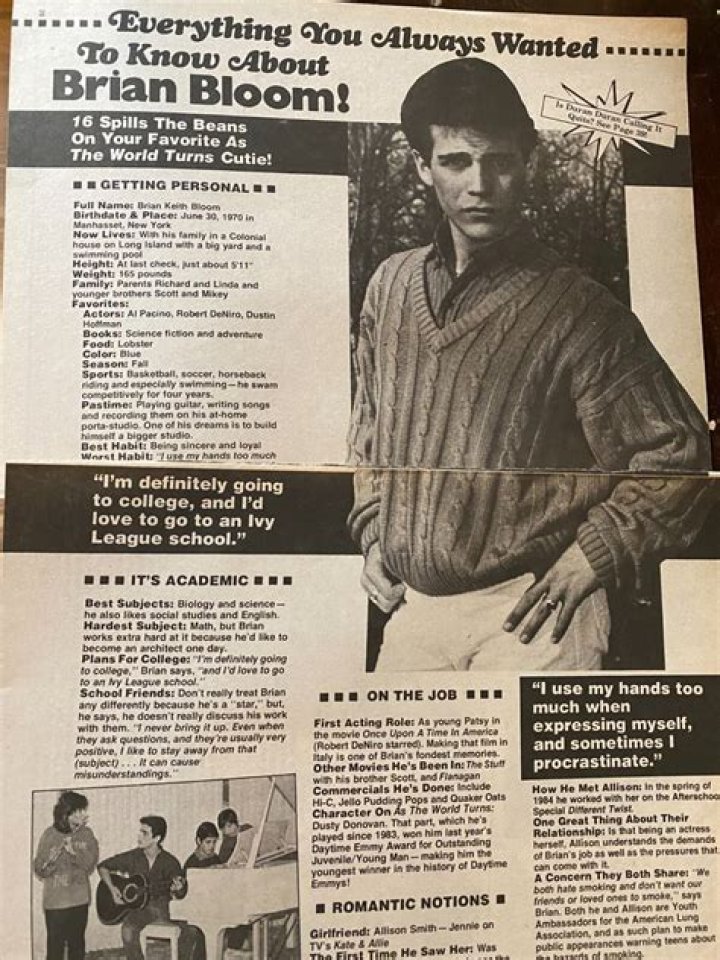 Everything You Always Wanted
To Know About
Brian Bloom!
Is Duran Duran Calling It
Quits? See Page 38!
16 Spills The Beans
On Your Favorite As
The World Turns Cutie!
GETTING PERSONAL
Full Name: Brian Keith Bloom
Birthdate & Place: June 30, 1970 in
Manhasset, New York
Now Lives: With his family in a Colonial
house on Long Island with a big yard and a
swimming pool
Height: At last check, just about 5'11"
Weight: 165 pounds
Family: Parents Richard and Linda and
younger brothers Scott and Mikey
Favorites:
Actors: Al Pacino, Robert DeNiro, Dustin
Hoffman
Books: Science fiction and adventure
Food: Lobster
Color: Blue
Season: Fall
Sports: Basketball, soccer, horseback
riding and especially swimming—he swam
competitively for four years.
Pastime: Playing guitar, writing songs
and recording them on his at-home
porta-studio. One of his dreams is to build
himself a bigger studio.
Best Habit: Being sincere and loyal
Worst Habit: "I use my hands too much
"I'm definitely going
to college, and I'd
love to go to an Ivy
League school."
IT'S ACADEMIC
Best Subjects: Biology and science—
he also likes social studies and English.
Hardest Subject: Math, but Brian
works extra hard at it because he'd like to
become an architect one day.
Plans For College: "I'm definitely going
to college," Brian says, "and I'd love to go
to an Ivy League school."
School Friends: Don't really treat Brian
any differently because he's a "star," but,
he says, he doesn't really discuss his work
with them. "I never bring it up. Even when
they ask questions, and they're usually very
positive, I like to stay away from that
(subject) . . . It can cause
misunderstandings."
ON THE JOB
First Acting Role: As young Patsy in
the movie Once Upon A Time In America
(Robert DeNiro starred). Making that film in
Italy is one of Brian's fondest memories.
Other Movies He's Been In: The Stuff
with his brother Scott, and Flanagan
Commercials He's Done: Include
Hi-C, Jello Pudding Pops and Quaker Oats
Character On As The World Turns:
Dusty Donovan. That part, which he's
played since 1983, won him last year's
Daytime Emmy Award for Outstanding
Juvenile/Young Man—making him the
youngest winner in the history of Daytime
Emmys!
ROMANTIC NOTIONS
Girlfriend: Allison Smith—Jennie on
TV's Kate & Allie
The First Time He Saw Her: Was
"I use my hands too
much when
expressing myself,
and sometimes I
procrastinate."
How He Met Allison: In the spring of
1984 he worked with her on the Afterschool
Special Different Twist.
One Great Thing About Their
Relationship: Is that being an actress
herself, Allison understands the demands
of Brian's job as well as the pressures that
can come with it.
A Concern They Both Share: "We
both hate smoking and don't want our
friends or loved ones to smoke," says
Brian. Both he and Allison are Youth
Ambassadors for the American Lung
Association, and as such plan to make
public appearances warning teens about
the hazards of smoking.